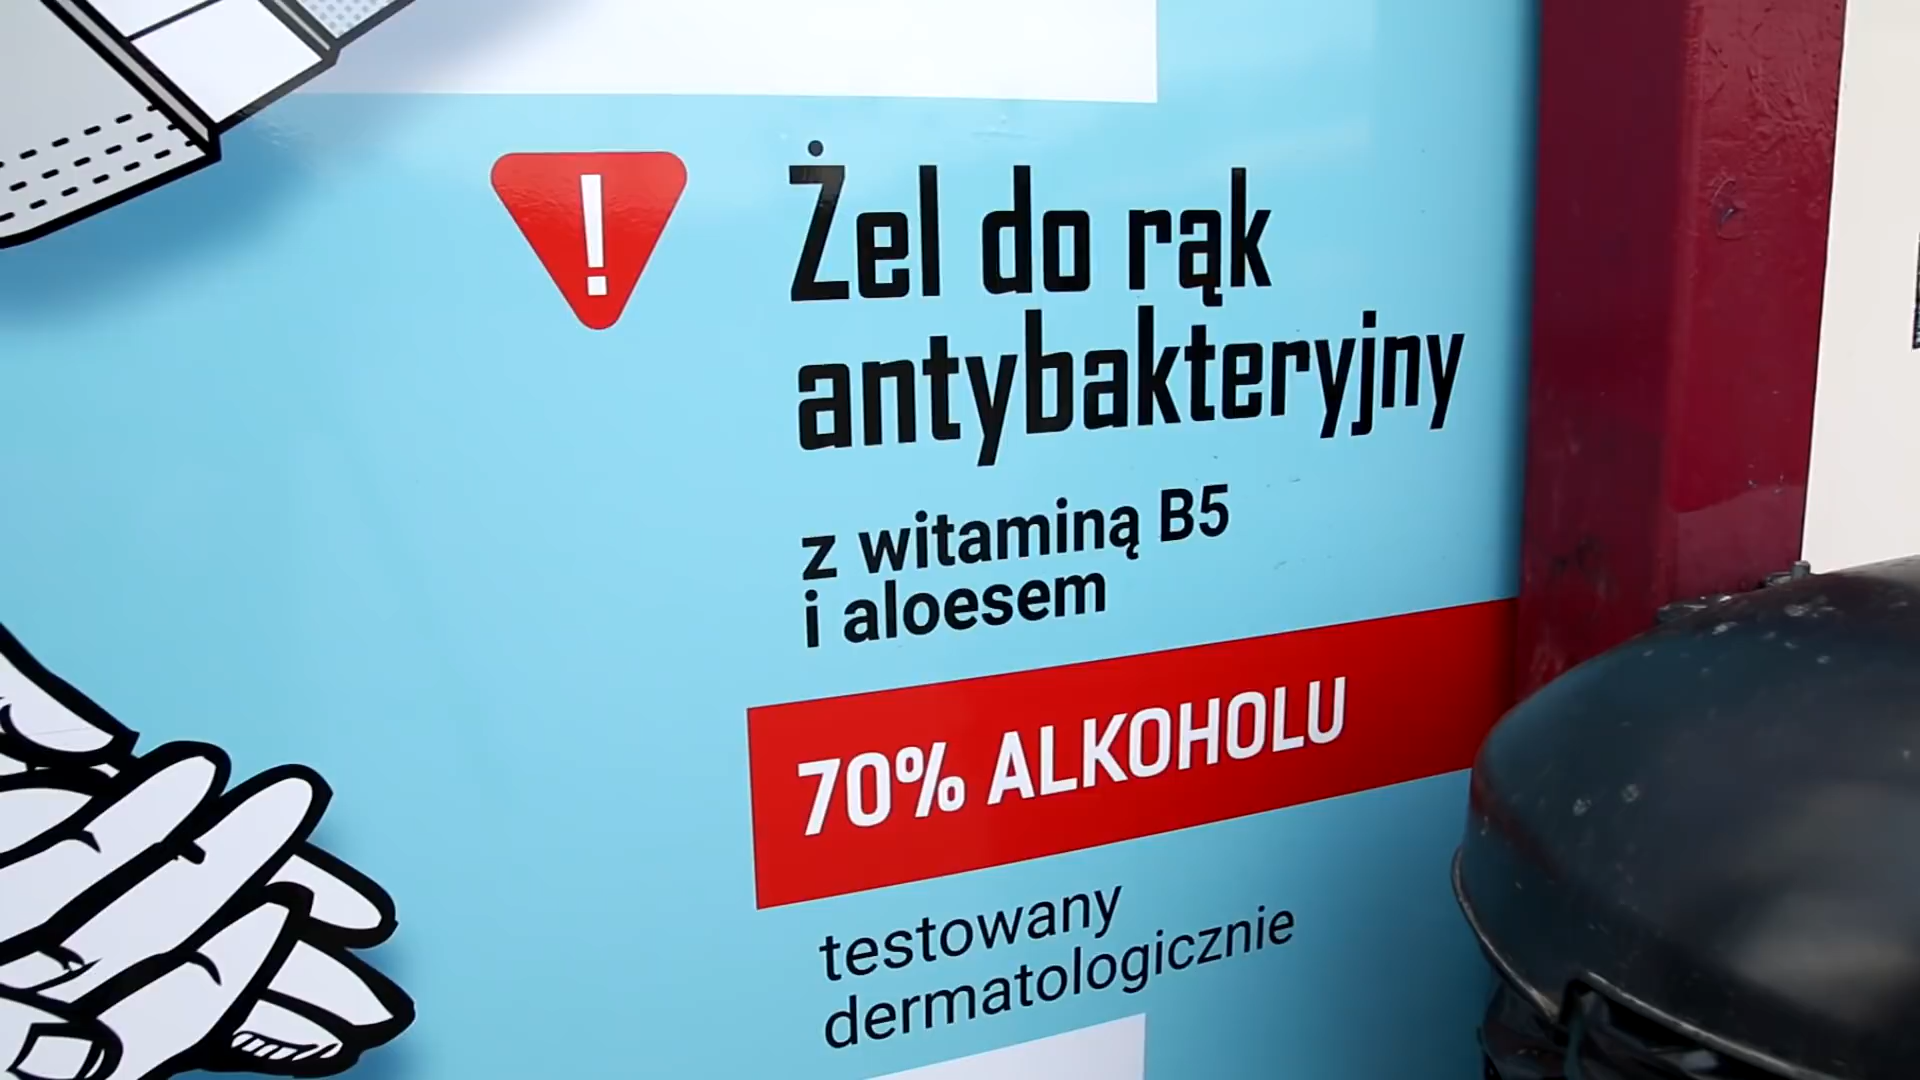 !
Żel do rąk
antybakteryjny
z witaminą B5
i aloesem
70% ALKOHOLU
testowany
dermatologicznie